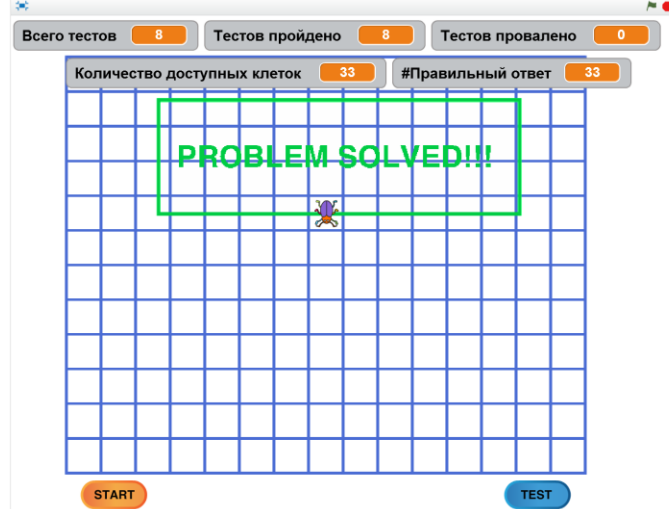 Всего тестов 8 Тестов пройдено 8 Тестов провалено 0
Количество доступных клеток 33 #Правильный ответ 33
PROBLEM SOLVED!!!
START TEST